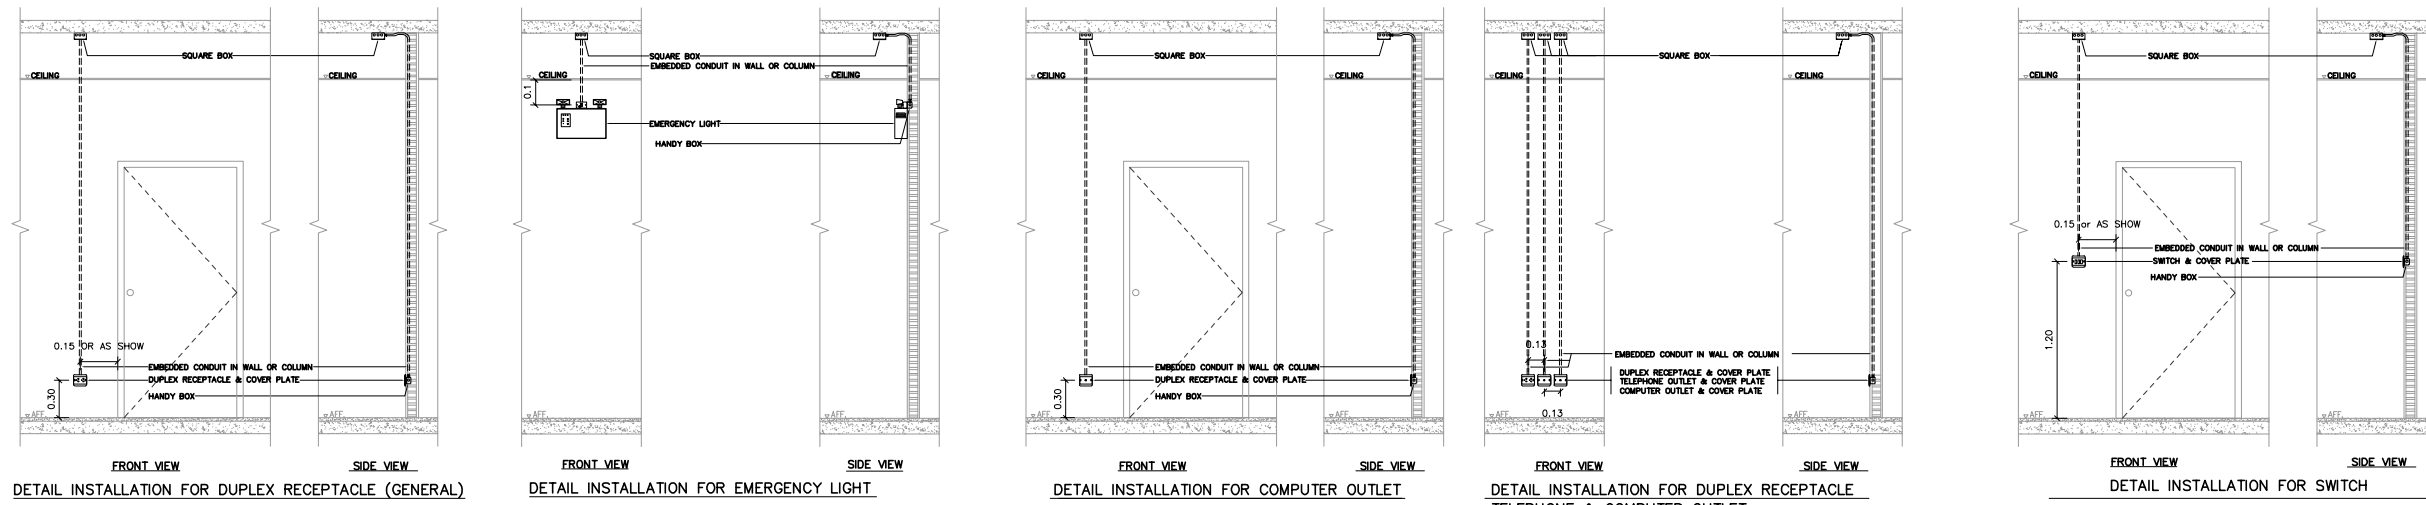 SQUARE BOX
CEILING
CEILING
0.15 OR AS SHOW
EMBEDDED CONDUIT IN WALL OR COLUMN
DUPLEX RECEPTACLE & COVER PLATE
HANDY BOX
0.30
AFF.
AFF.
FRONT VIEW
SIDE VIEW
DETAIL INSTALLATION FOR DUPLEX RECEPTACLE (GENERAL)
SQUARE BOX
EMBEDDED CONDUIT IN WALL OR COLUMN
CEILING
CEILING
0.1
EMERGENCY LIGHT
HANDY BOX
FRONT VIEW
SIDE VIEW
DETAIL INSTALLATION FOR EMERGENCY LIGHT
SQUARE BOX
CEILING
CEILING
EMBEDDED CONDUIT IN WALL OR COLUMN
DUPLEX RECEPTACLE & COVER PLATE
HANDY BOX
0.30
AFF.
AFF.
FRONT VIEW
SIDE VIEW
DETAIL INSTALLATION FOR COMPUTER OUTLET
SQUARE BOX
CEILING
CEILING
0.13
EMBEDDED CONDUIT IN WALL OR COLUMN
DUPLEX RECEPTACLE & COVER PLATE
TELEPHONE OUTLET & COVER PLATE
COMPUTER OUTLET & COVER PLATE
0.13
AFF.
AFF.
FRONT VIEW
SIDE VIEW
DETAIL INSTALLATION FOR DUPLEX RECEPTACLE
TELEPHONE & COMPUTER OUTLET
SQUARE BOX
CEILING
CEILING
0.15 or AS SHOW
EMBEDDED CONDUIT IN WALL OR COLUMN
SWITCH & COVER PLATE
HANDY BOX
1.20
AFF.
AFF.
FRONT VIEW
SIDE VIEW
DETAIL INSTALLATION FOR SWITCH